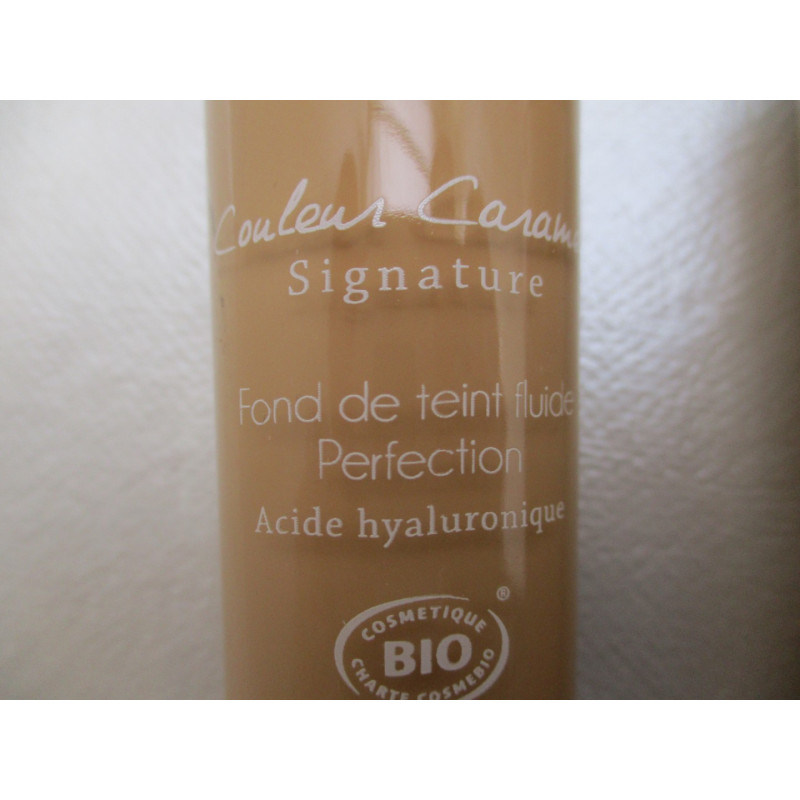 Couleur Caram
Signature
Fond de teint fluide
Perfection
Acide hyaluronique
®
COSMETIQUE
BIO
CHARTE COSMEBIO